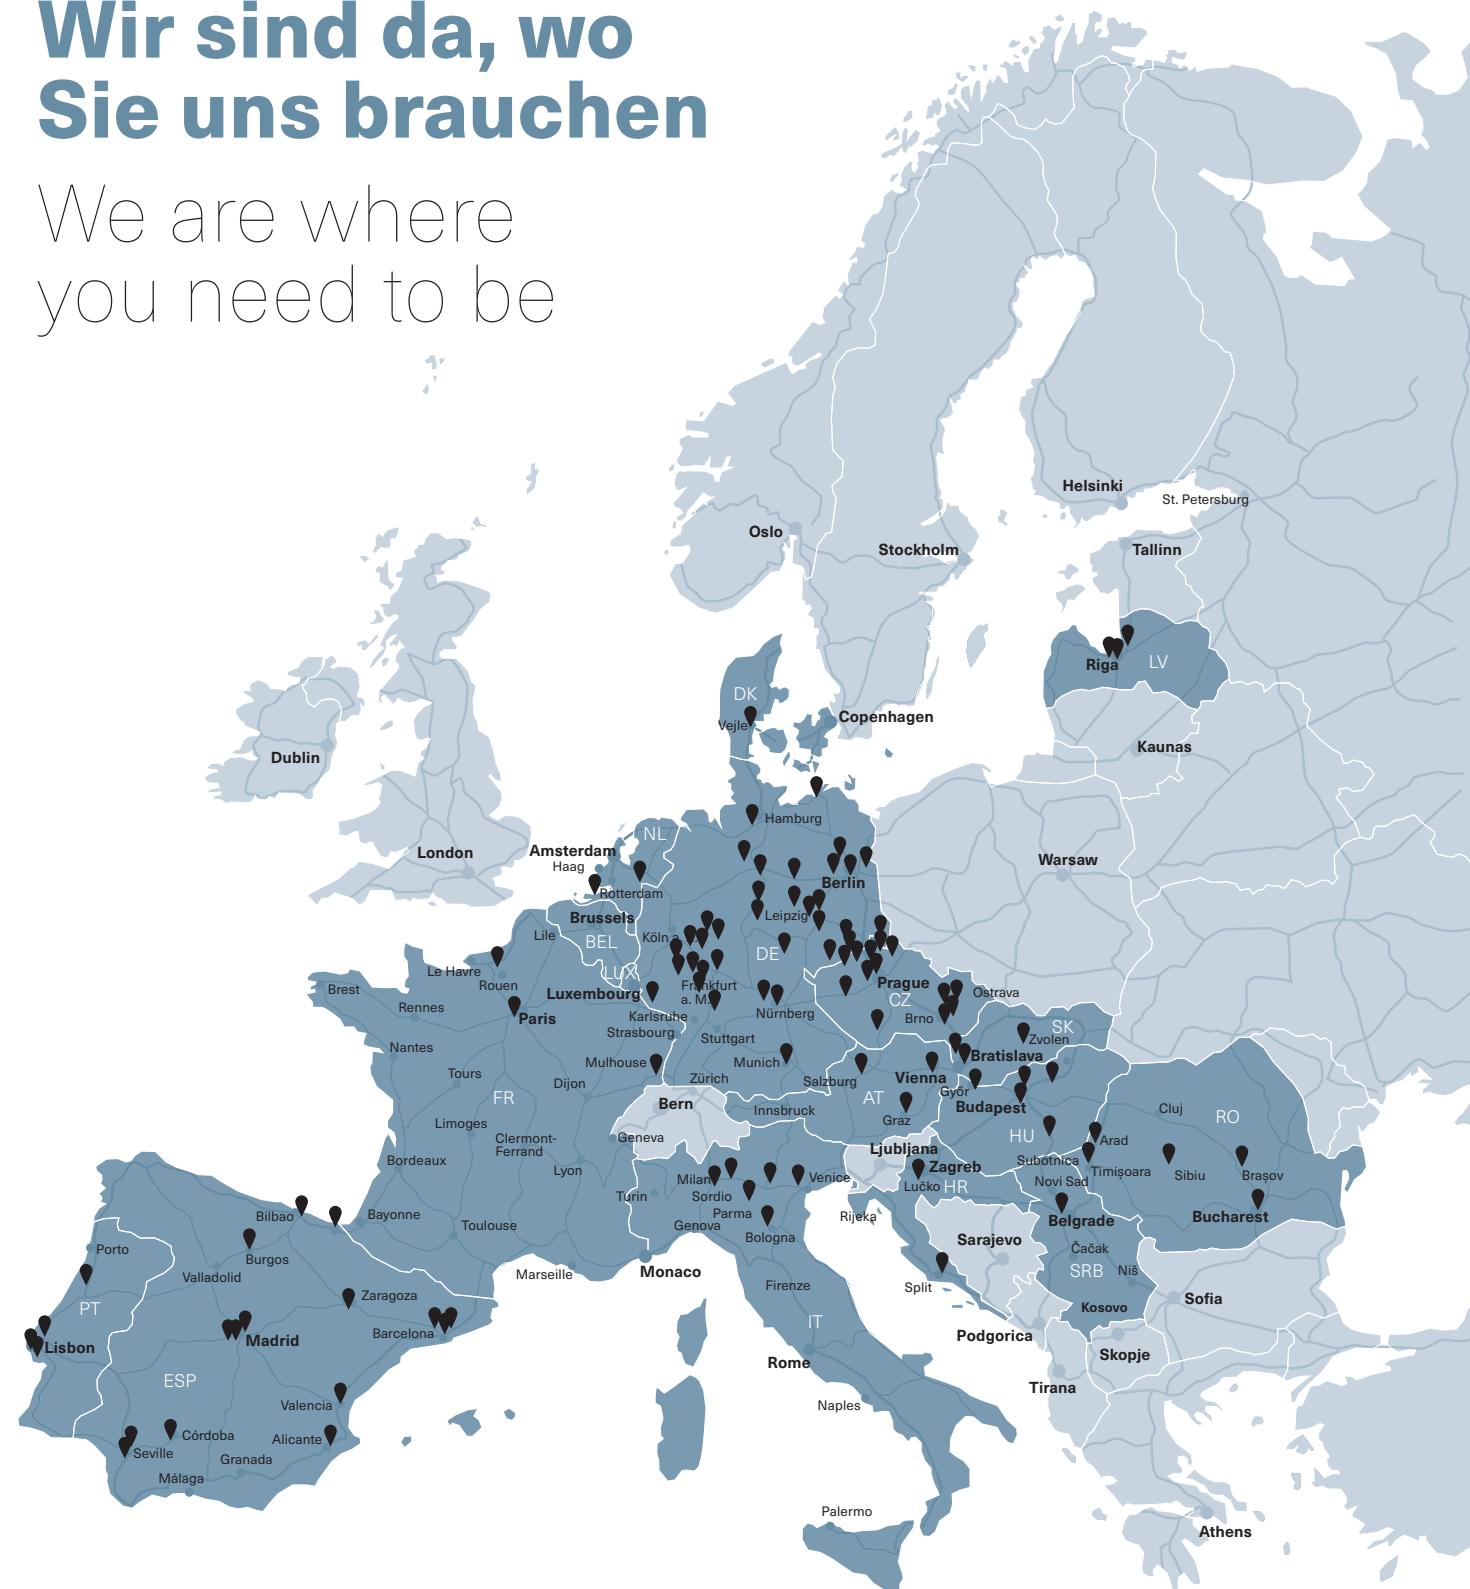 Wir sind da, wo
Sie uns brauchen
We are where
you need to be
Helsinki
St. Petersburg
Oslo
Stockholm
Tallinn
Riga
LV
DK
Vejle
Copenhagen
Kaunas
Dublin
Hamburg
NL
London
Amsterdam
Haag
Warsaw
Berlin
Rotterdam
Brussels
Leipzig
Lile
BEL
Köln a.
DE
Le Havre
LUX
Rouen
Brest
Luxembourg
Frankfurt
a. M.
Prague
CZ
Ostrava
Rennes
Paris
Karlsruhe
Nürnberg
Brno
SK
Strasbourg
Stuttgart
Zvolen
Nantes
Mulhouse
Munich
Bratislava
Tours
Dijon
Zürich
Salzburg
Vienna
Győr
FR
Bern
Innsbruck
AT
Budapest
Cluj
RO
Limoges
Graz
Clermont-
Ferrand
Geneva
HU
Arad
Ljubljana
Bordeaux
Lyon
Zagreb
Subotnica
Timișoara
Milan
Venice
Sibiu
Brașov
Turin
Sordio
Lučko
HR
Novi Sad
Bilbao
Bayonne
Toulouse
Parma
Genova
Rijeka
Belgrade
Bucharest
Porto
Burgos
Bologna
Sarajevo
Čačak
Valladolid
Marseille
Monaco
SRB
Niš
Zaragoza
Firenze
Split
Sofia
PT
Kosovo
Lisbon
Madrid
Barcelona
IT
Podgorica
Rome
Skopje
ESP
Tirana
Valencia
Naples
Córdoba
Alicante
Seville
Granada
Málaga
Palermo
Athens